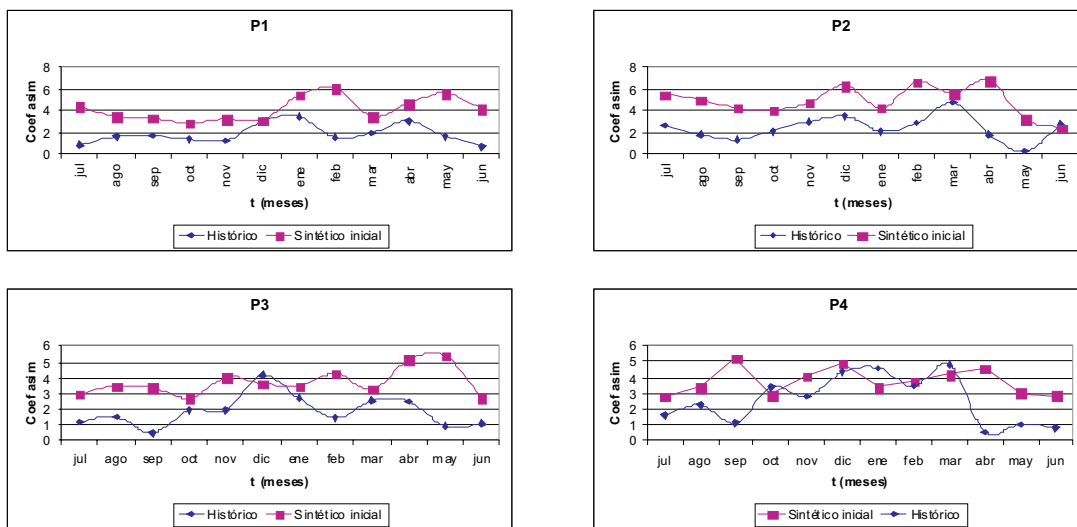 P1
Coef asim
8
6
4
2
0
jul ago sep oct nov dic ene feb mar abr may jun
t (meses)
Histórico Sintético inicial
P2
Coef asim
8
6
4
2
0
jul ago sep oct nov dic ene feb mar abr may jun
t (meses)
Histórico Sintético inicial
P3
Coef asim
6
5
4
3
2
1
0
jul ago sep oct nov dic ene feb mar abr may jun
t (meses)
Histórico Sintético inicial
P4
Coef asim
6
5
4
3
2
1
0
jul ago sep oct nov dic ene feb mar abr may jun
t (meses)
Sintético inicial Histórico